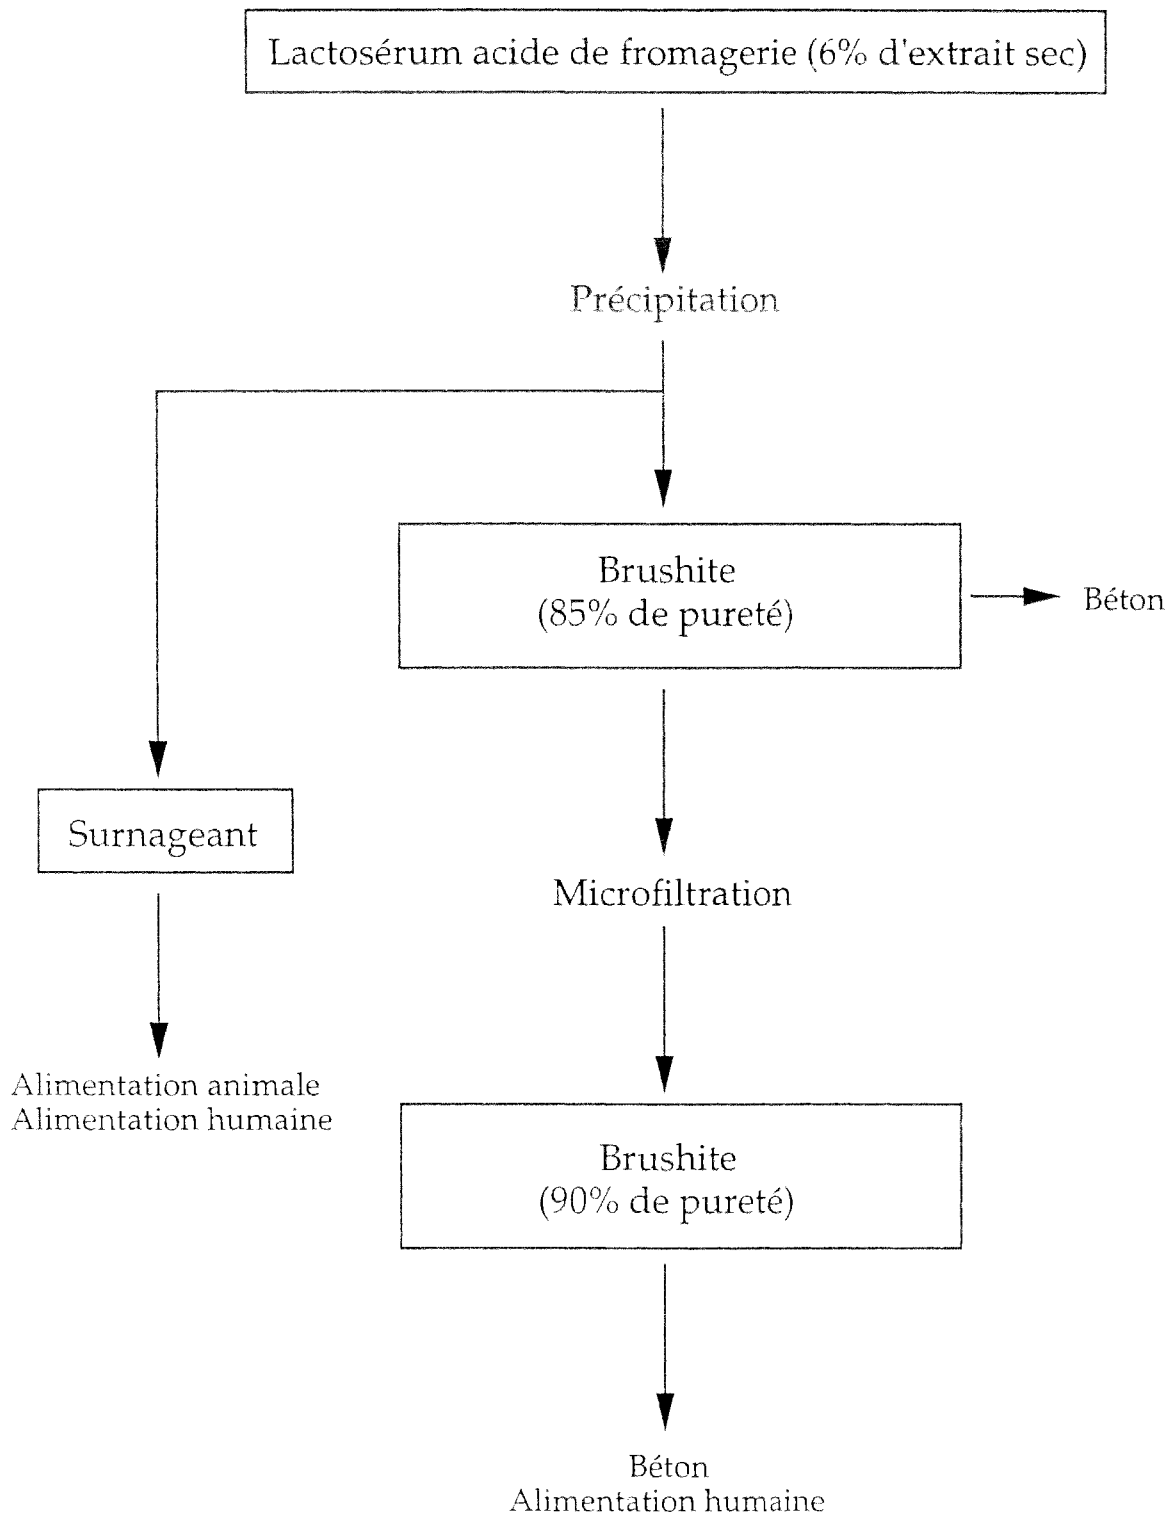 Lactosérum acide de fromagerie (6% d'extrait sec)
Précipitation
Brushite
(85% de pureté)
Béton
Surnageant
Microfiltration
Alimentation animale
Alimentation humaine
Brushite
(90% de pureté)
Béton
Alimentation humaine